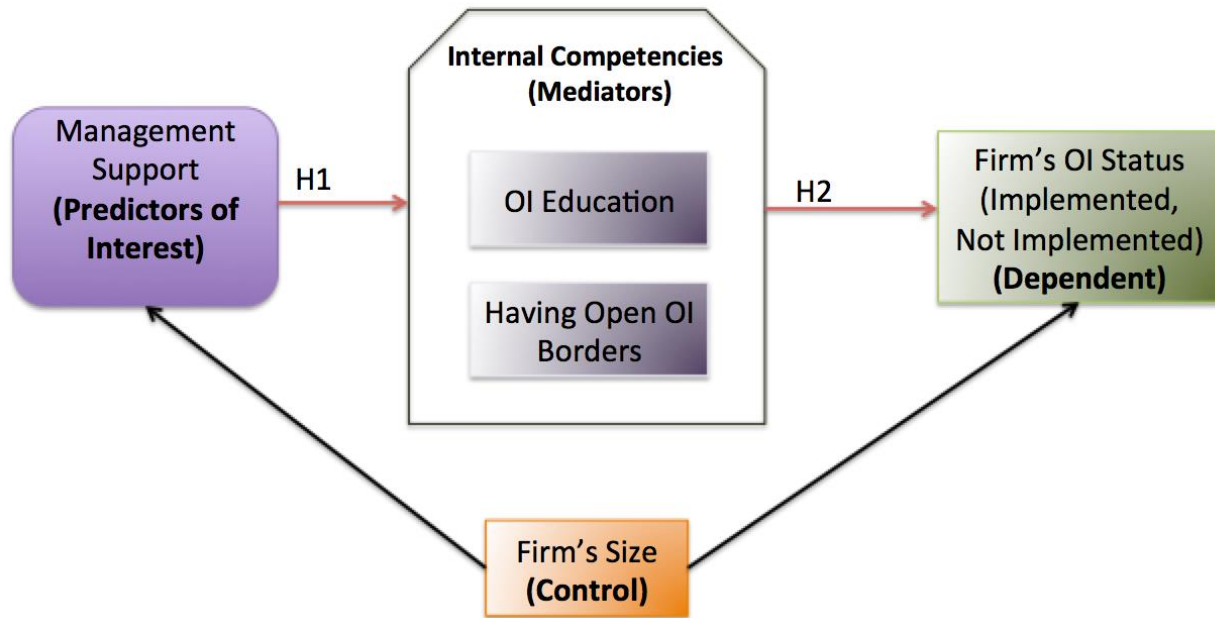 Internal Competencies
(Mediators)
Management
Support
(Predictors of
Interest)
H1
OI Education
Having Open OI
Borders
H2
Firm’s OI Status
(Implemented,
Not Implemented)
(Dependent)
Firm’s Size
(Control)